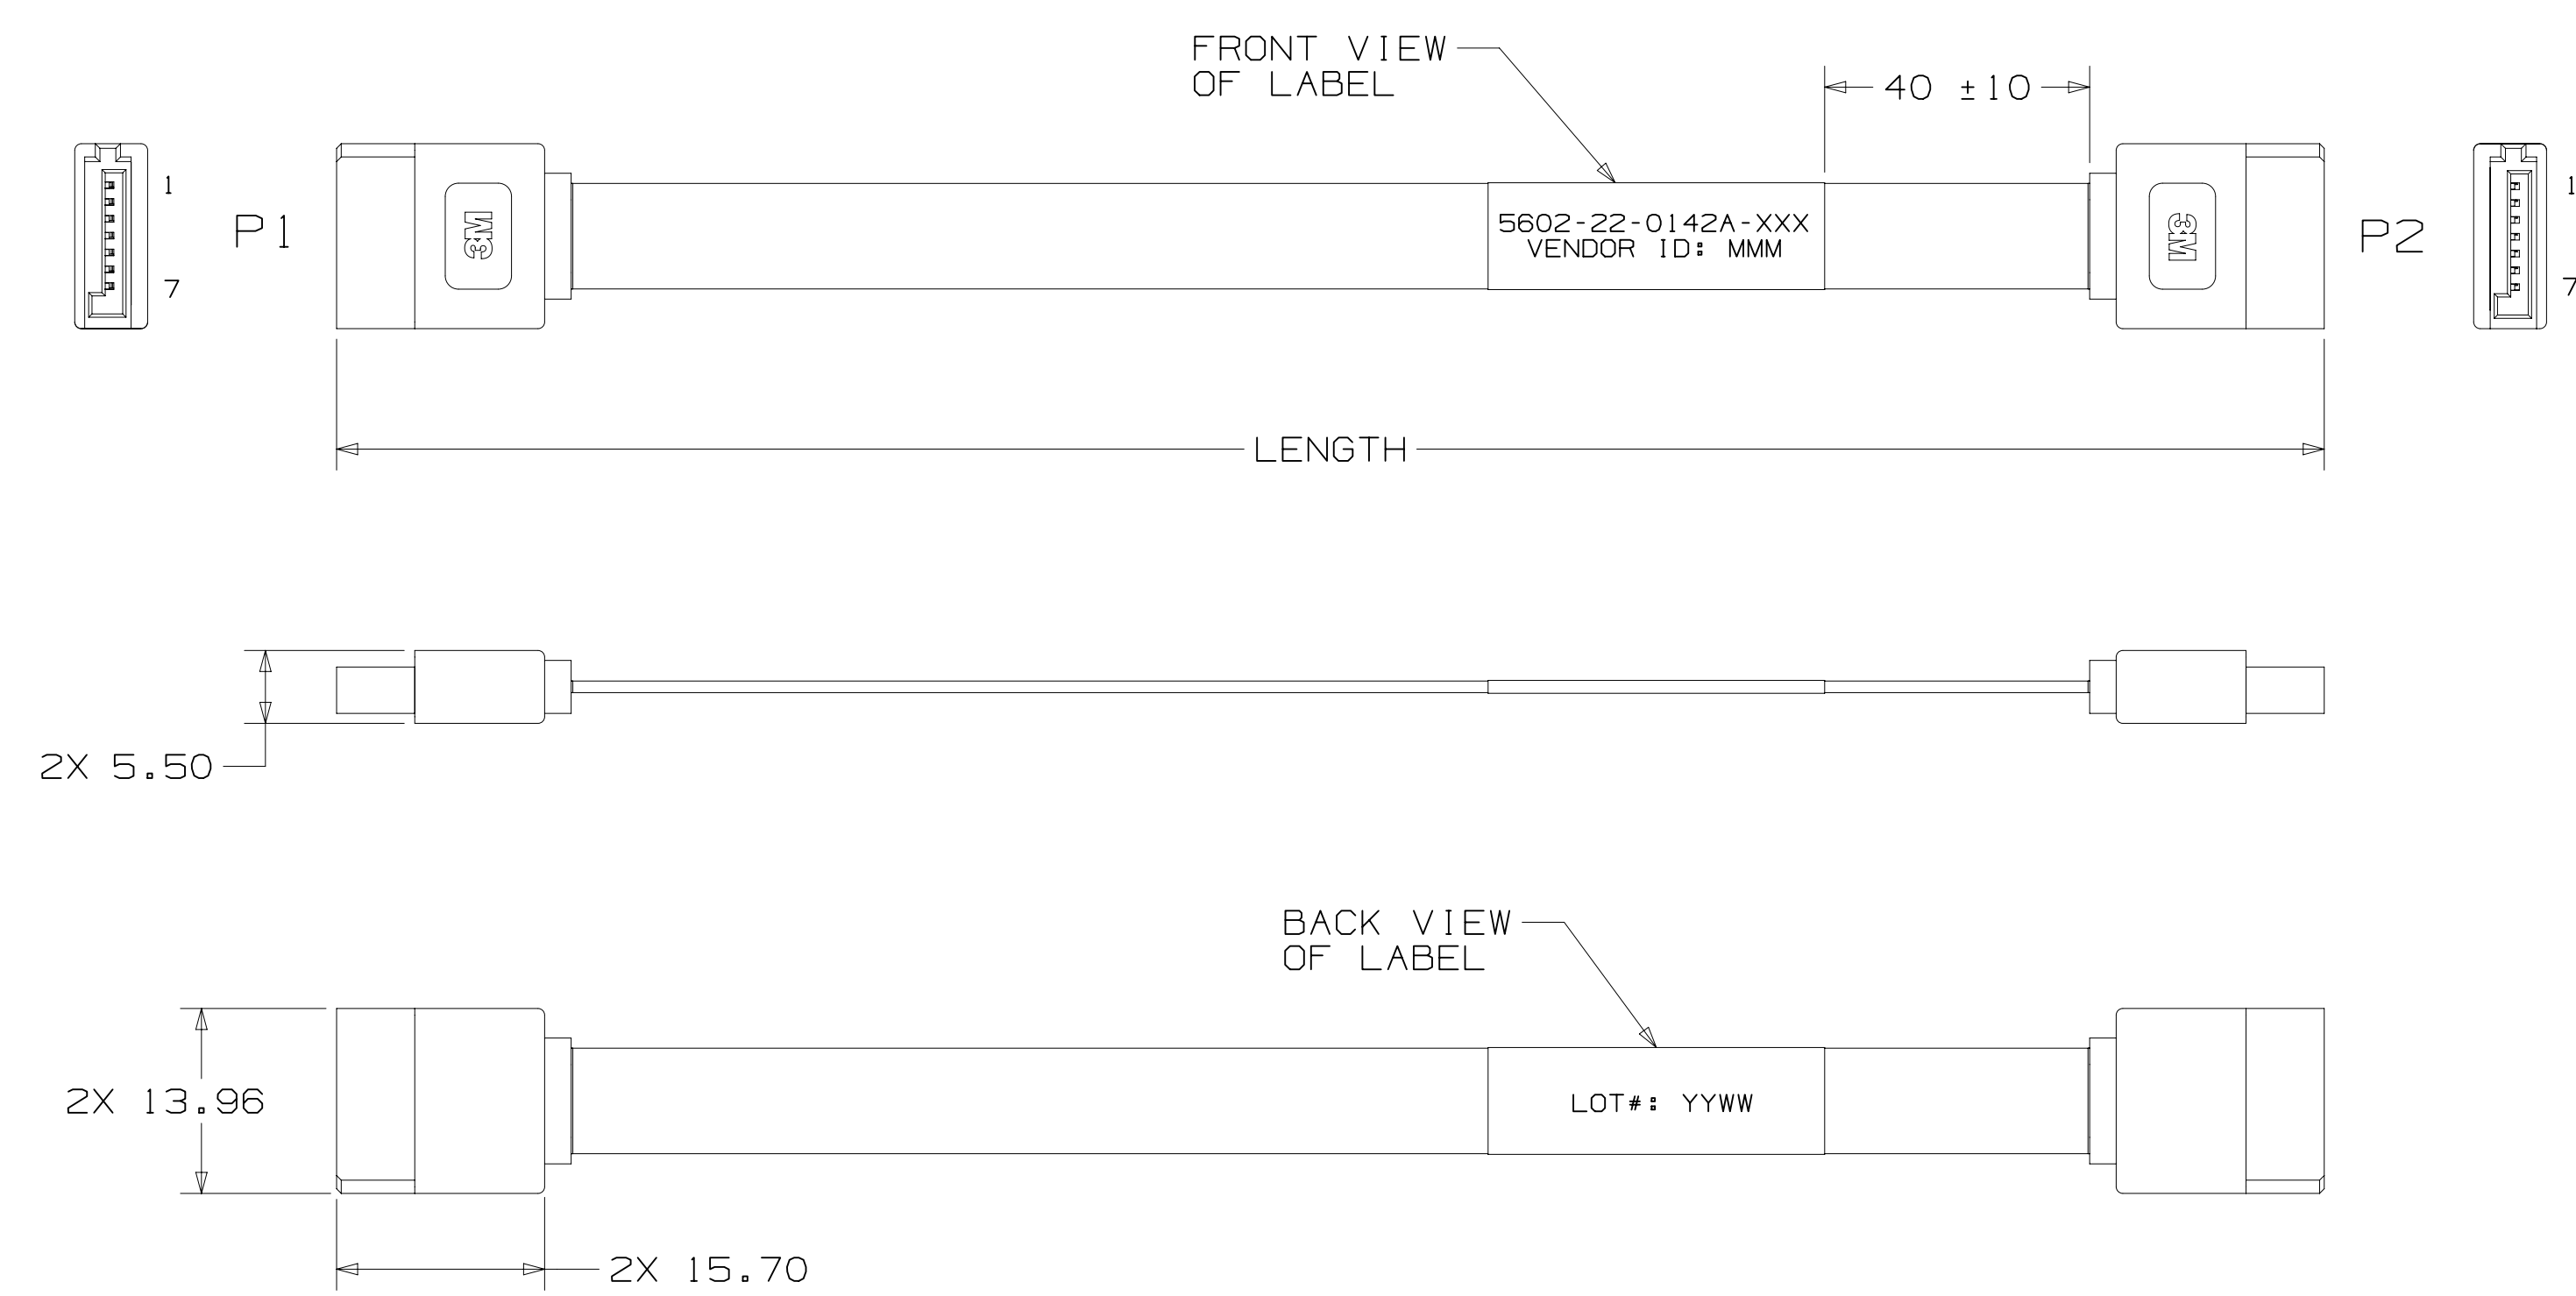 FRONT VIEW
OF LABEL
40 ±10
1
7
P1
3M
5602-22-0142A-XXX
VENDOR ID: MMM
3M
P2
1
7
LENGTH
2X 5.50
BACK VIEW
OF LABEL
2X 13.96
LOT#: YYWW
2X 15.70